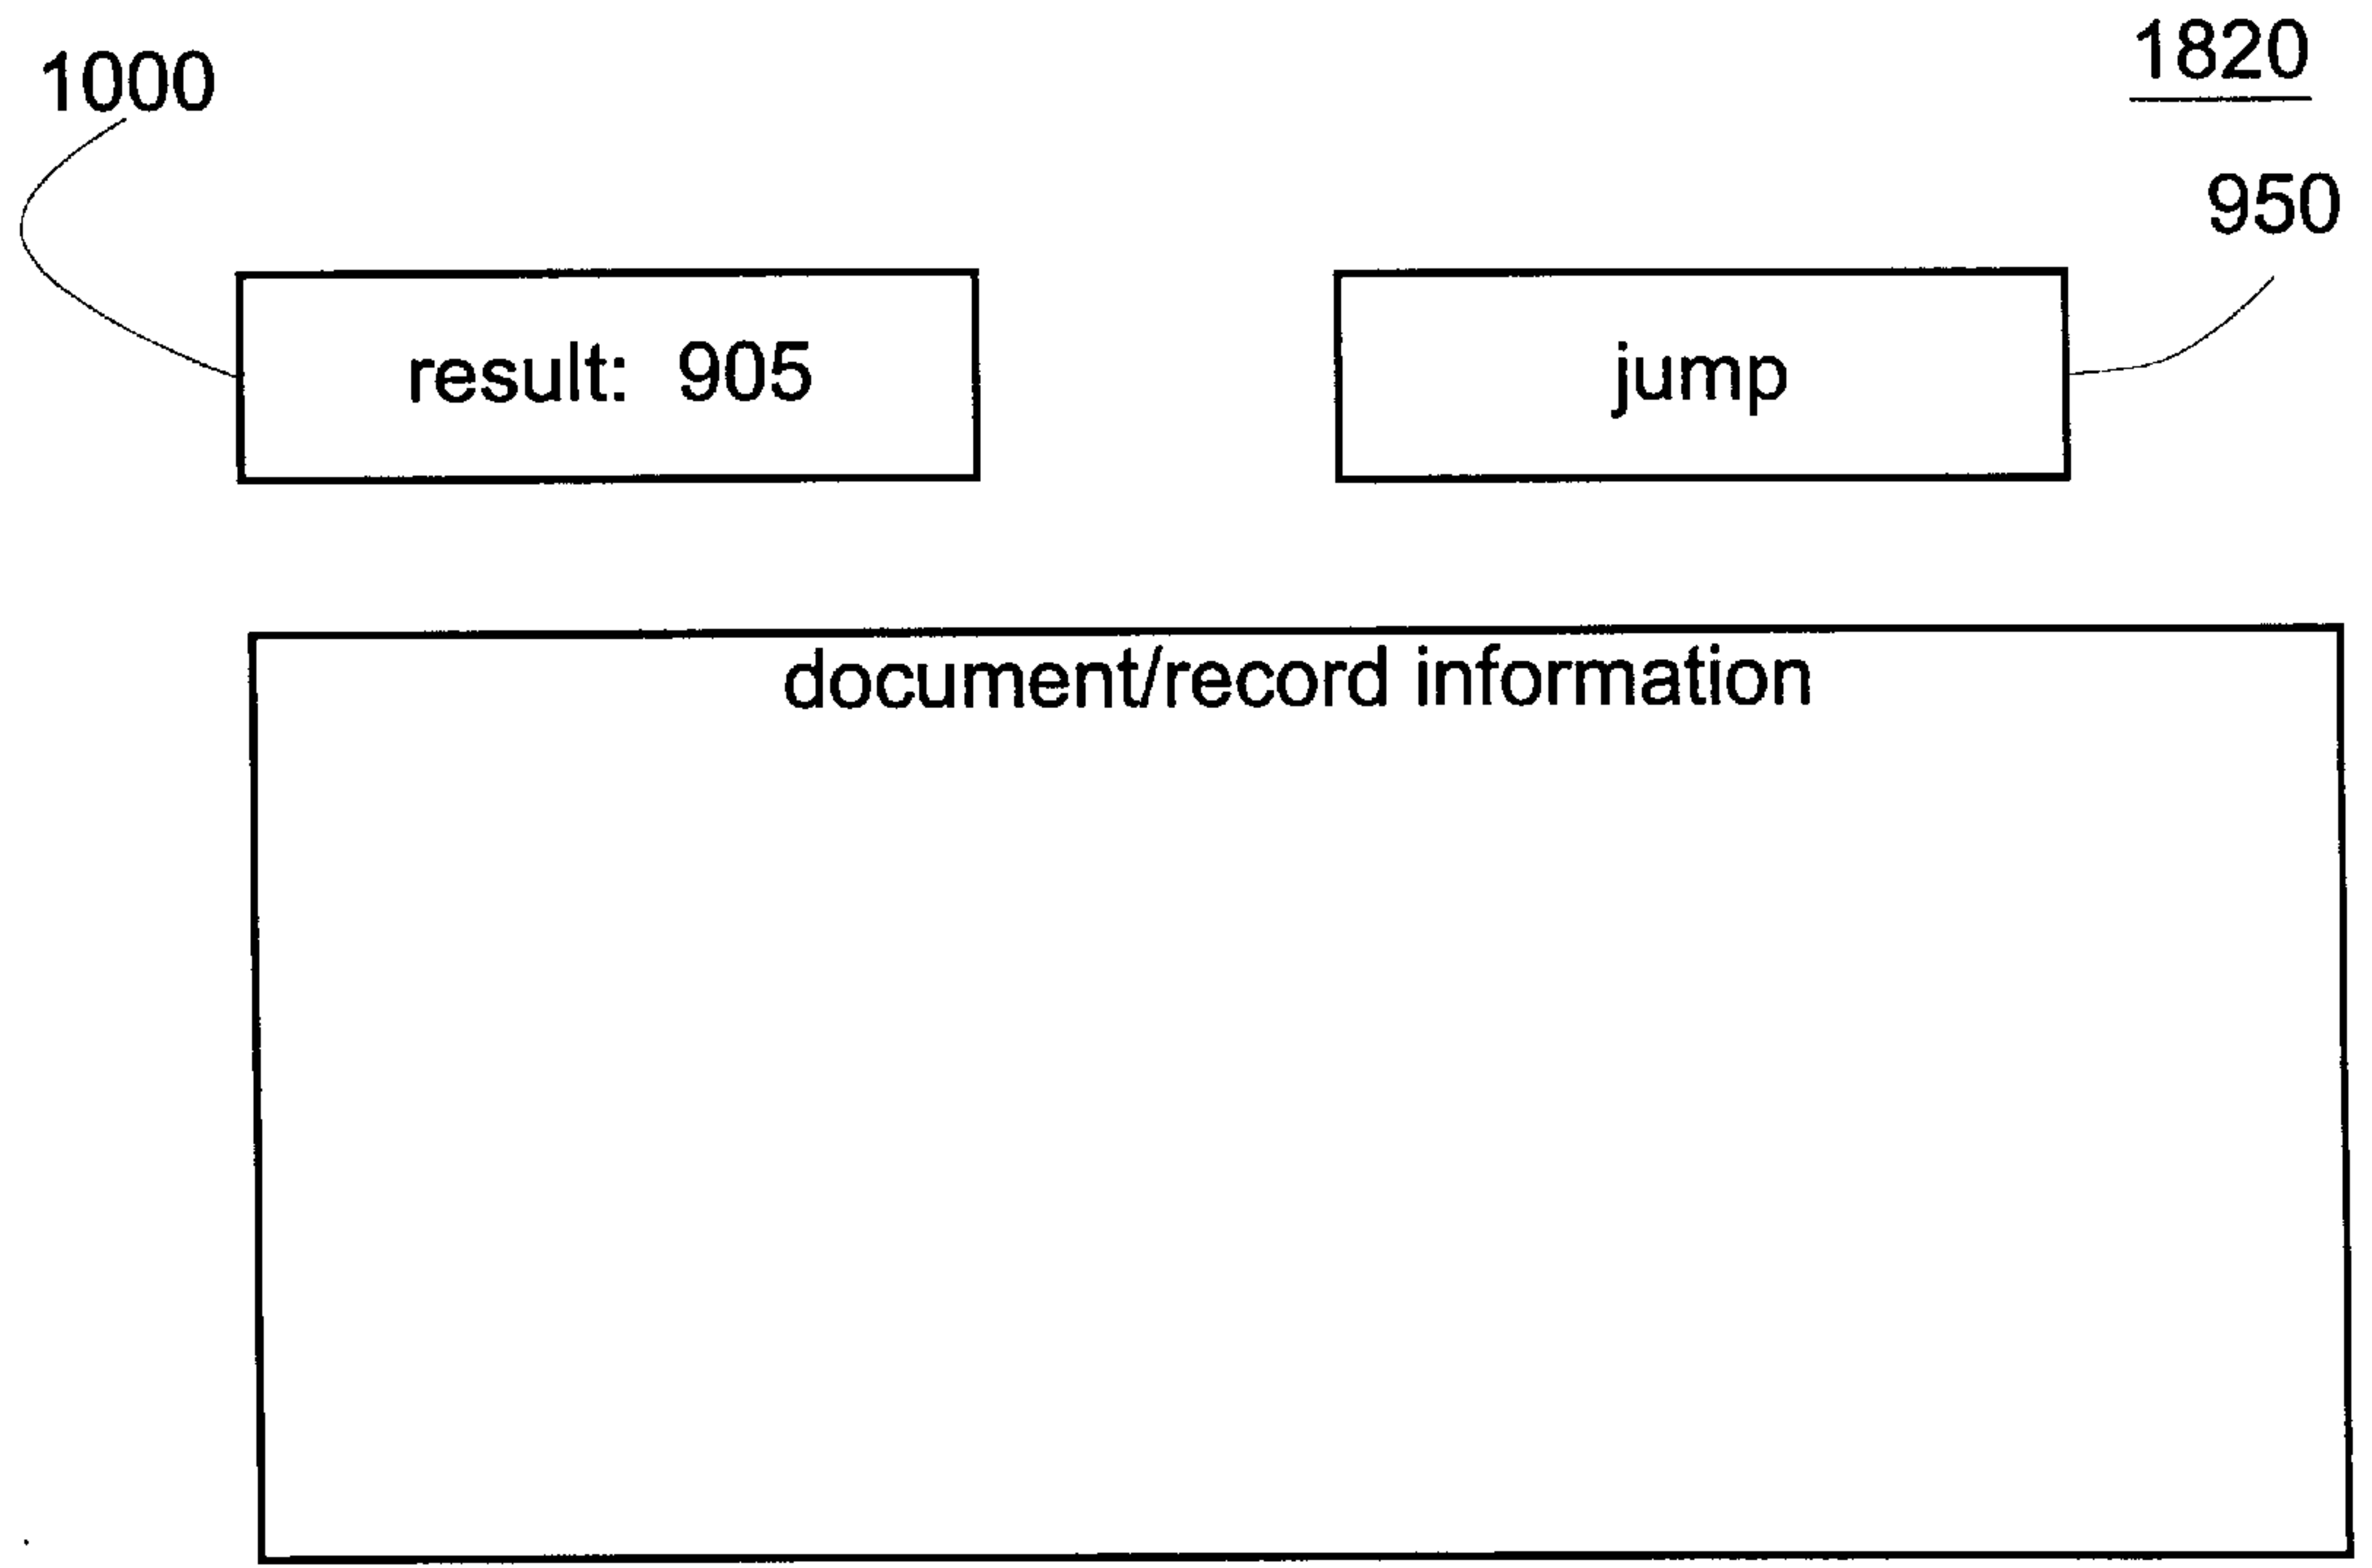 1000
1820
950
result: 905
jump
document/record information